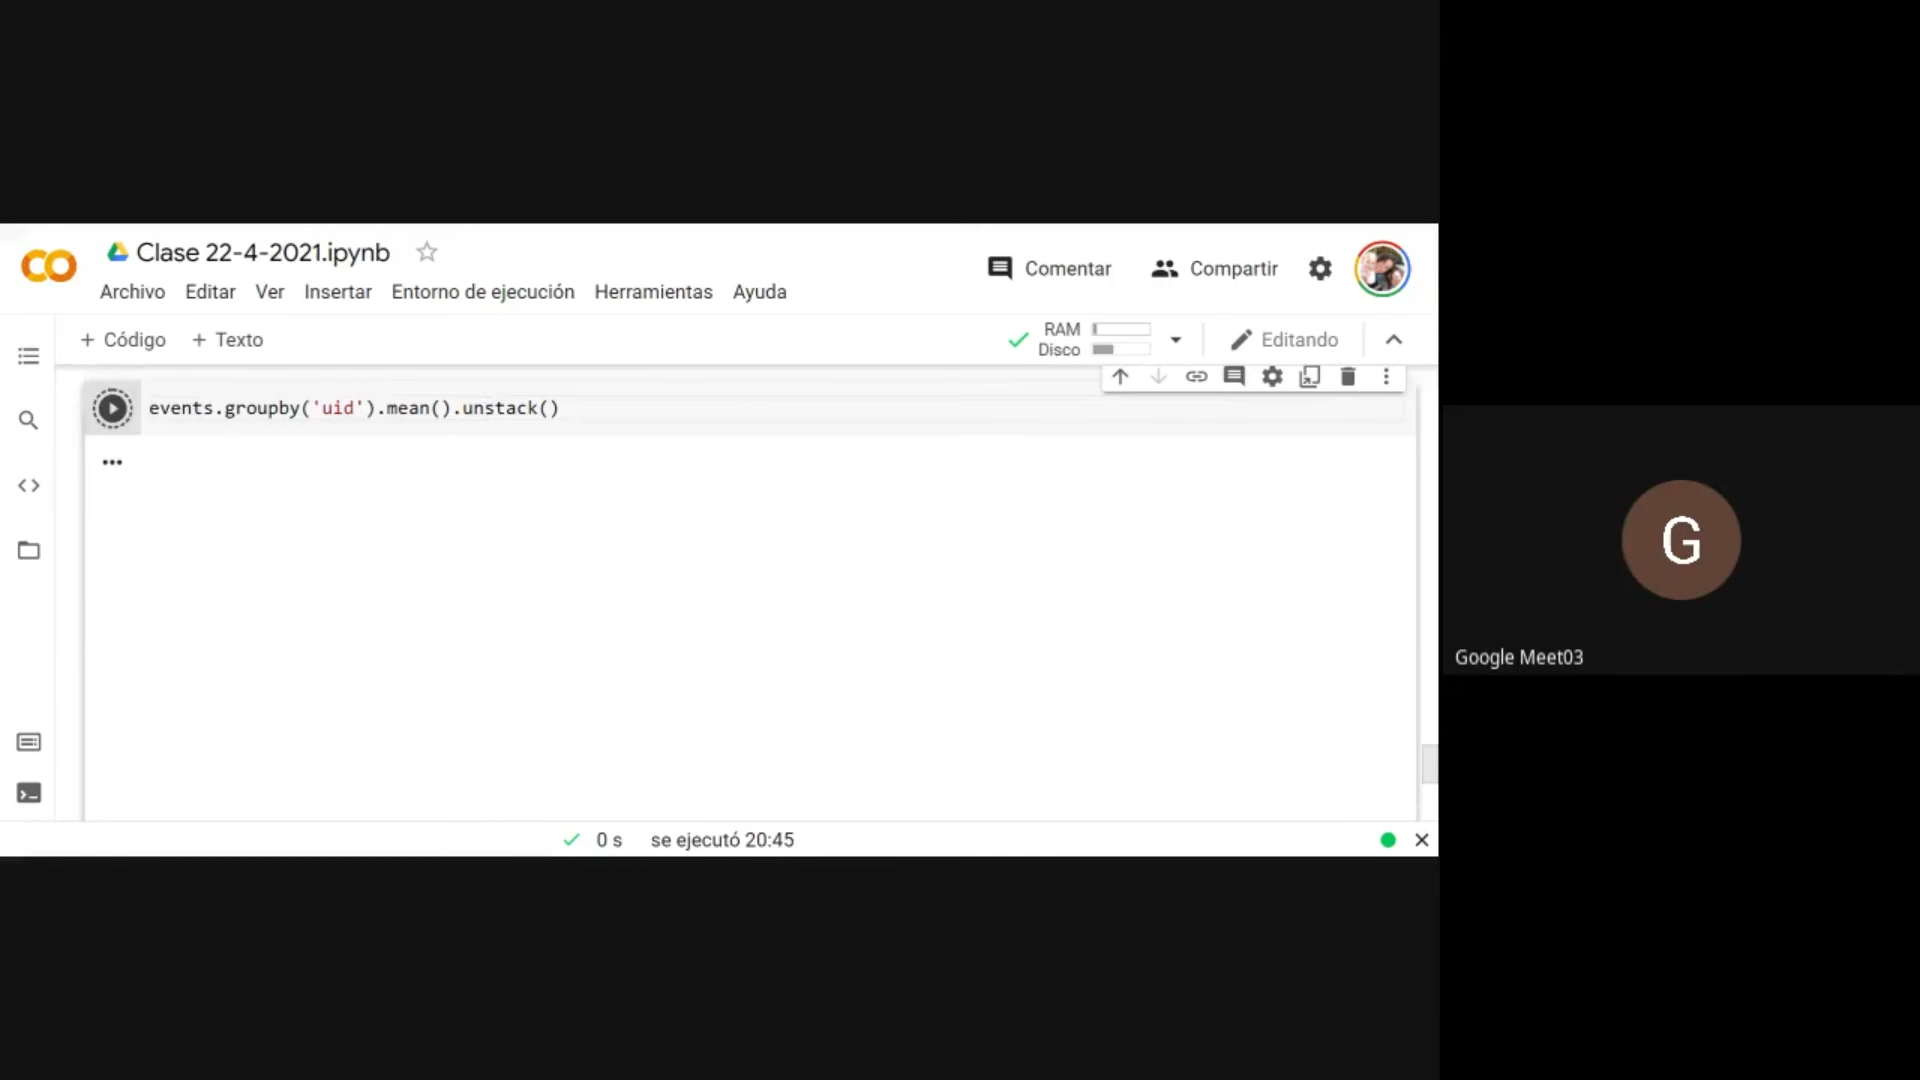 Clase 22-4-2021.ipynb
Comentar
Compartir
Archivo Editar Ver Insertar Entorno de ejecución Herramientas Ayuda
+ Código + Texto
RAM
Disco
Editando
events.groupby('uid').mean().unstack()
•••
0 s se ejecutó 20:45
G
Google Meet03